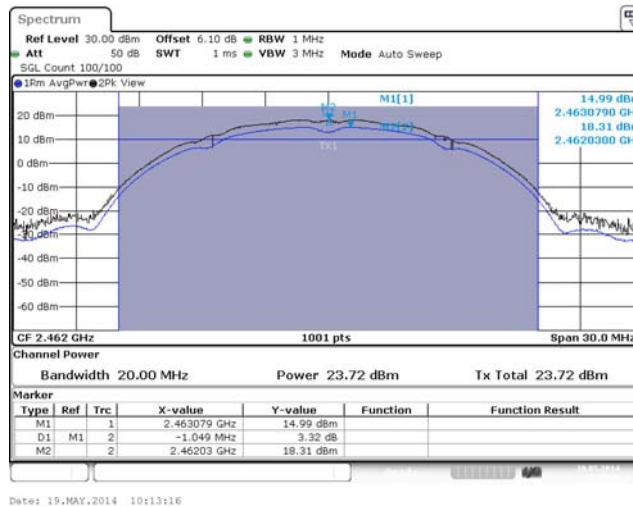 Spectrum
Ref Level 30.00 dBm Offset 6.10 dB RBW 1 MHz
Att 50 dB SWT 1 ms VBW 3 MHz Mode Auto Sweep
SGL Count 100/100
1Rm AvgPwr 2Pk View
M1[1] 14.99 dBm
2.4630790 GHz
M2[2] 18.31 dBm
2.4620300 GHz
M2
M1
TX1
20 dBm
10 dBm
0 dBm
-10 dBm
-20 dBm
-30 dBm
-40 dBm
-50 dBm
-60 dBm
CF 2.462 GHz 1001 pts Span 30.0 MHz
Channel Power
Bandwidth 20.00 MHz Power 23.72 dBm Tx Total 23.72 dBm
Marker
Type Ref Trc X-value Y-value Function Function Result
M1 1 2.463079 GHz 14.99 dBm
D1 M1 2 -1.049 MHz 3.32 dB
M2 2 2.46203 GHz 18.31 dBm
Date: 19.MAY.2014 10:13:16